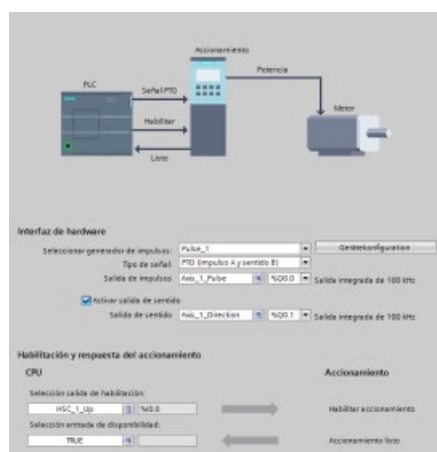 Accionamiento
PLC
Señal PTO
Potencia
Motor
Habilitar
Listo
Interfaz de hardware
Seleccionar generador de impulsos: Pulse_1 Gerätekonfiguration
Tipo de señal: PTO (impulso A y sentido B)
Salida de impulsos Axis_1_Pulse %Q0.0 Salida integrada de 100 kHz
Activar salida de sentido
Salida de sentido Axis_1_Direction %Q0.1 Salida integrada de 100 kHz
Habilitación y respuesta del accionamiento
CPU Accionamiento
Selección salida de habilitación:
HSC_1_Up Habilitar accionamiento
Selección entrada de disponibilidad:
TRUE Accionamiento listo